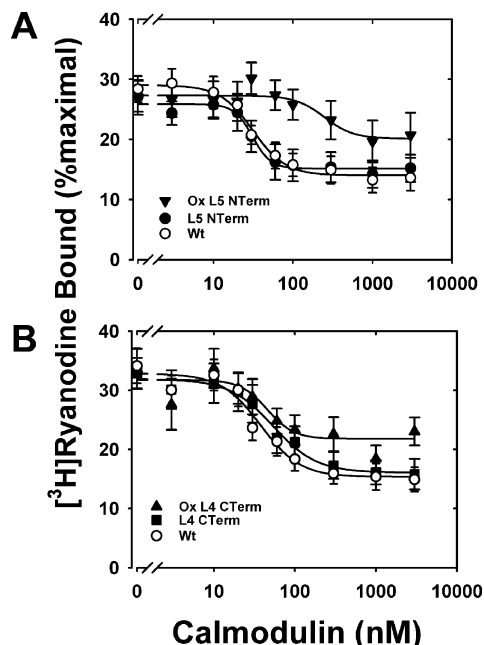 A
40
30
20
10
0
Ox L5 NTerm
L5 NTerm
Wt
0 10 100 1000 10000
B
40
30
20
10
0
Ox L4 CTerm
L4 CTerm
Wt
0 10 100 1000 10000
[³H]Ryanodine Bound (%maximal)
Calmodulin (nM)